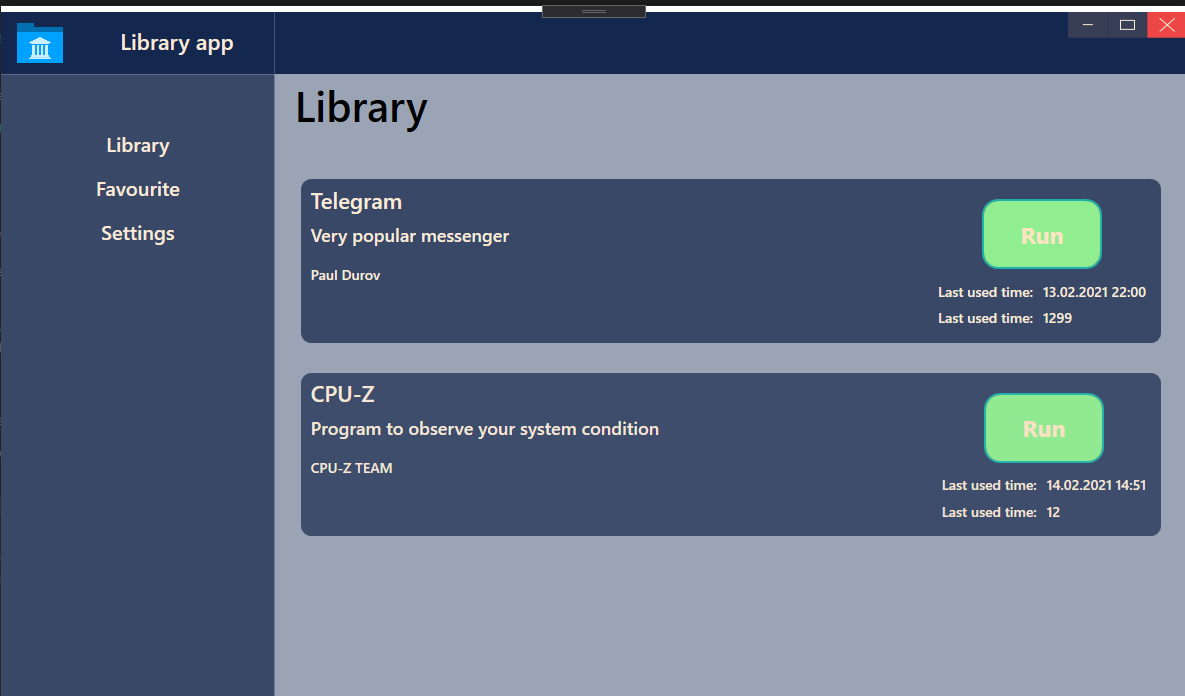 Library app
Library
Favourite
Settings
Library
Telegram
Very popular messenger
Paul Durov
Run
Last used time: 13.02.2021 22:00
Last used time: 1299
CPU-Z
Program to observe your system condition
CPU-Z TEAM
Run
Last used time: 14.02.2021 14:51
Last used time: 12